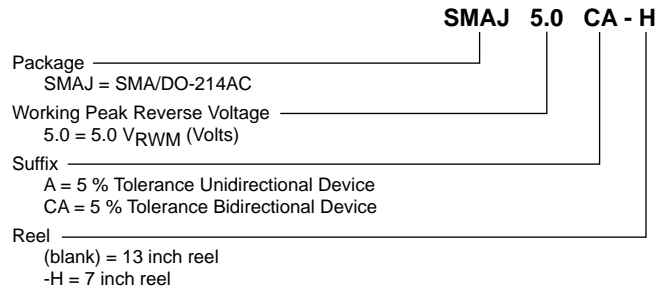 SMAJ 5.0 CA - H
Package
SMAJ = SMA/DO-214AC
Working Peak Reverse Voltage
5.0 = 5.0 VRWM (Volts)
Suffix
A = 5 % Tolerance Unidirectional Device
CA = 5 % Tolerance Bidirectional Device
Reel
(blank) = 13 inch reel
-H = 7 inch reel